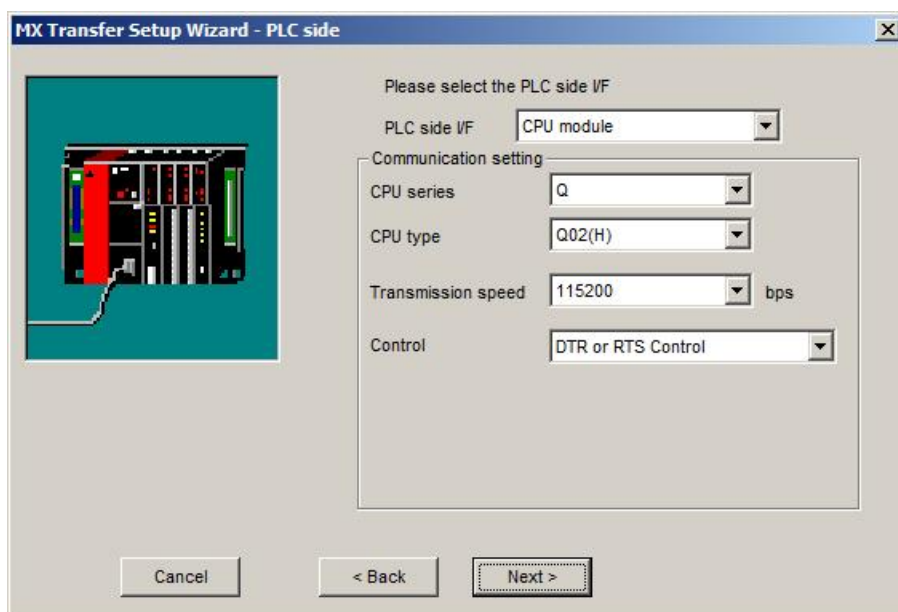 MX Transfer Setup Wizard - PLC side
Please select the PLC side I/F
PLC side I/F CPU module
Communication setting
CPU series Q
CPU type Q02(H)
Transmission speed 115200 bps
Control DTR or RTS Control
Cancel < Back Next >